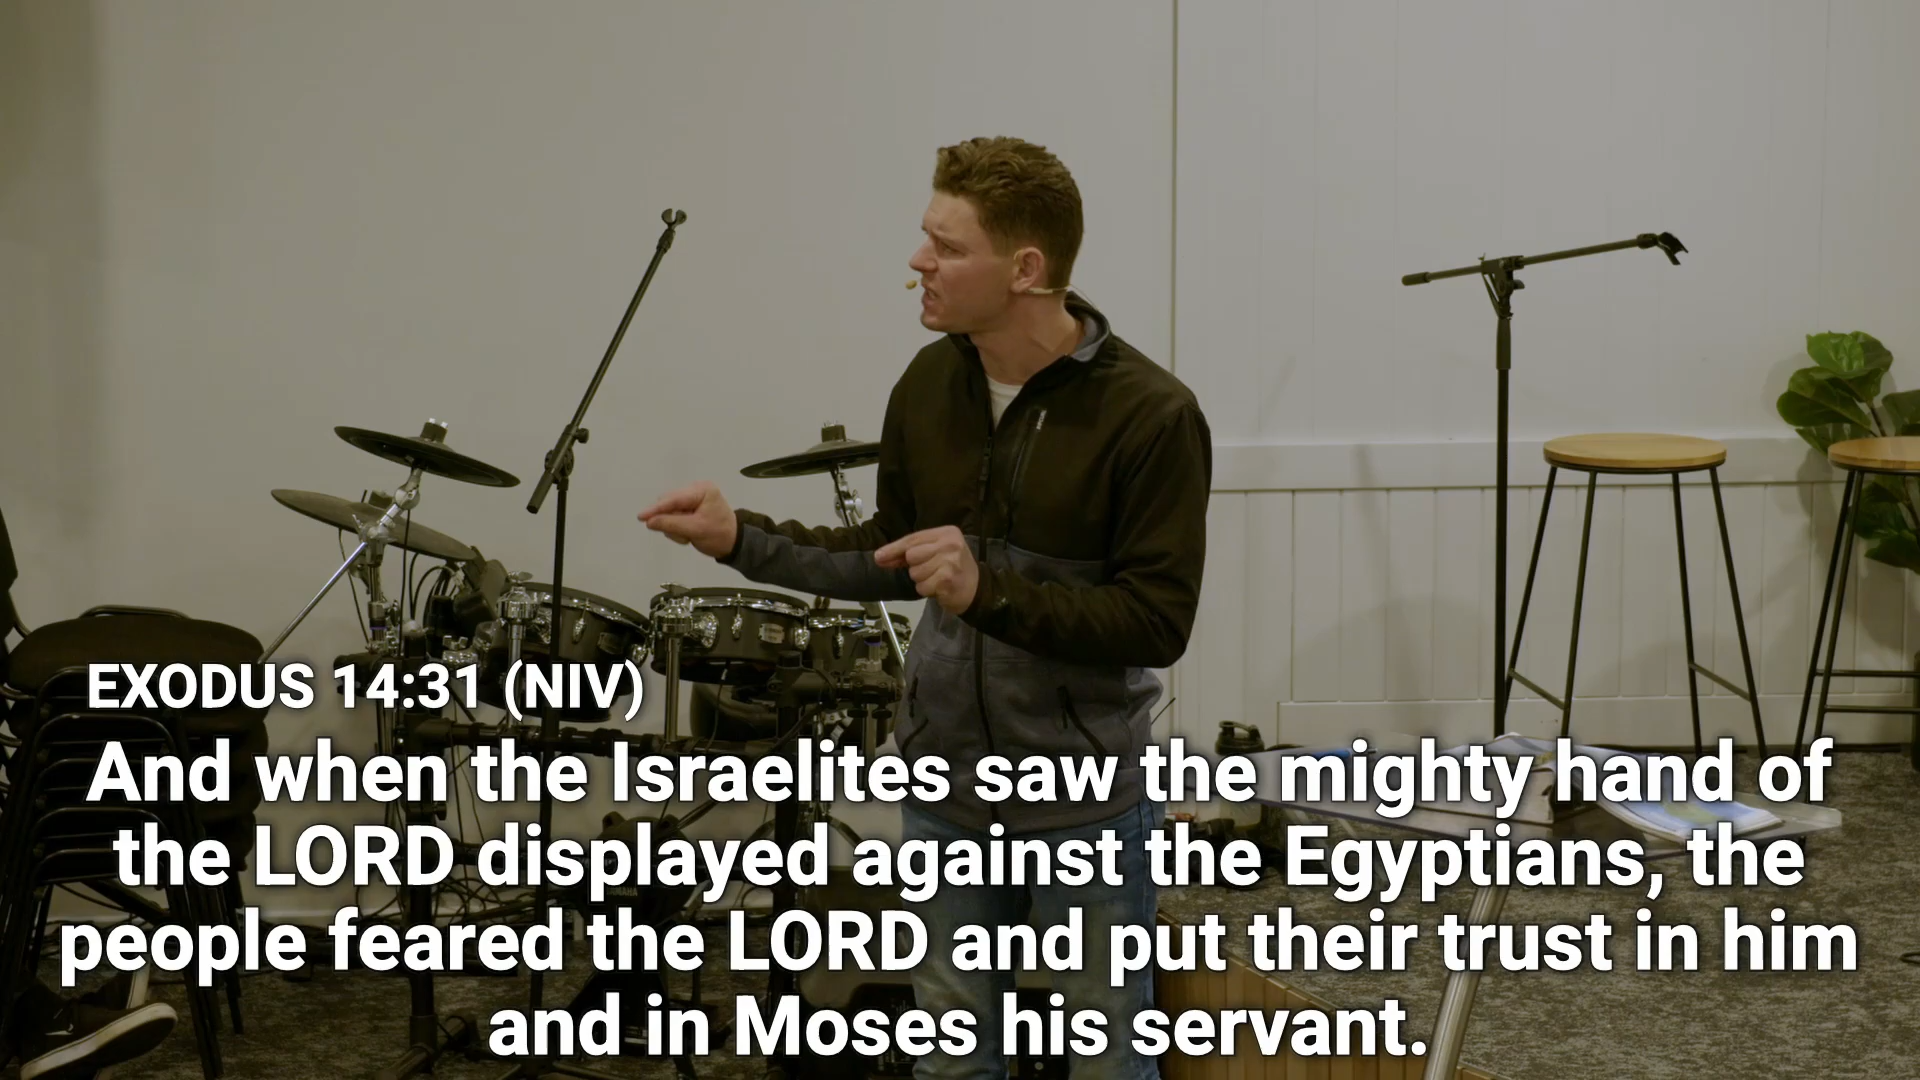 EXODUS 14:31 (NIV)
And when the Israelites saw the mighty hand of
the LORD displayed against the Egyptians, the
people feared the LORD and put their trust in him
and in Moses his servant.
YAMAHA